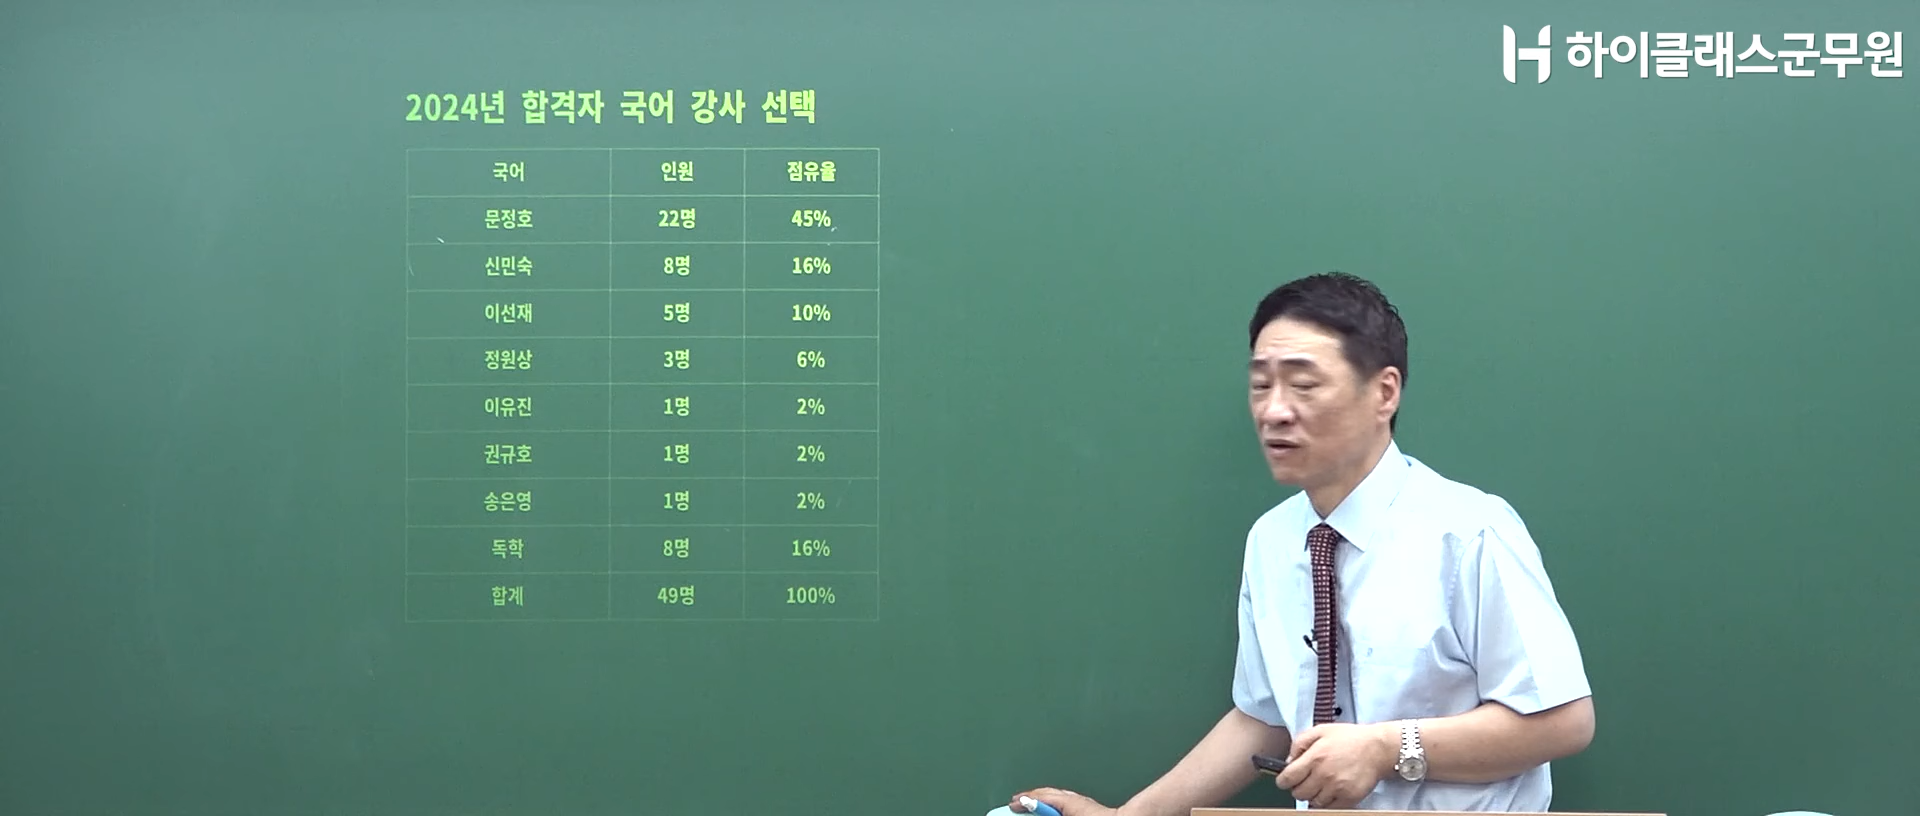 하이클래스군무원
2024년 합격자 국어 강사 선택
국어 인원 점유율
문정호 22명 45%
신민숙 8명 16%
이선재 5명 10%
정원상 3명 6%
이유진 1명 2%
권규호 1명 2%
송은영 1명 2%
독학 8명 16%
합계 49명 100%